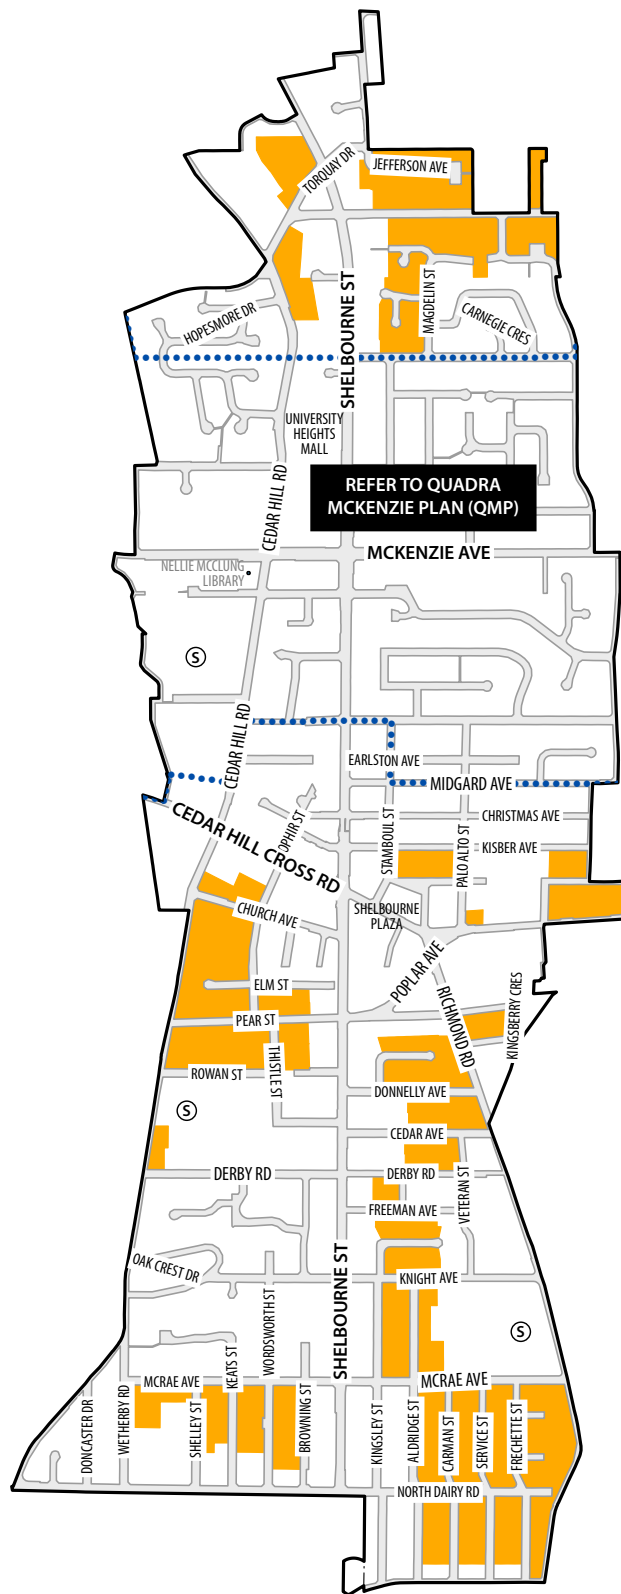 TORQUAY DR
JEFFERSON AVE
SHELBOURNE ST
MAGDELIN ST
HOPESMORE DR
CARNEGIE CRES
UNIVERSITY
HEIGHTS
MALL
CEDAR HILL RD
REFER TO QUADRA
MCKENZIE PLAN (QMP)
MCKENZIE AVE
NELLIE MCCLUNG
LIBRARY
S
CEDAR HILL RD
EARLSTON AVE
MIDGARD AVE
CEDAR HILL CROSS RD
OPHIR ST
STAMBOUL ST
CHRISTMAS AVE
PALO ALTO ST
KISBER AVE
CHURCH AVE
SHELBOURNE
PLAZA
POPLAR AVE
ELM ST
RICHMOND RD
KINGSBERRY CRES
PEAR ST
THISTLE ST
ROWAN ST
DONNELLY AVE
S
CEDAR AVE
DERBY RD
DERBY RD
VETERAN ST
FREEMAN AVE
SHELBOURNE ST
OAK CREST DR
KNIGHT AVE
WORDSWORTH ST
S
KEATS ST
MCRAE AVE
MCRAE AVE
DONCASTER DR
WETHERBY RD
SHELLEY ST
BROWNING ST
KINGSLEY ST
ALDRIDGE ST
CARMAN ST
SERVICE ST
FRECHETTE ST
NORTH DAIRY RD